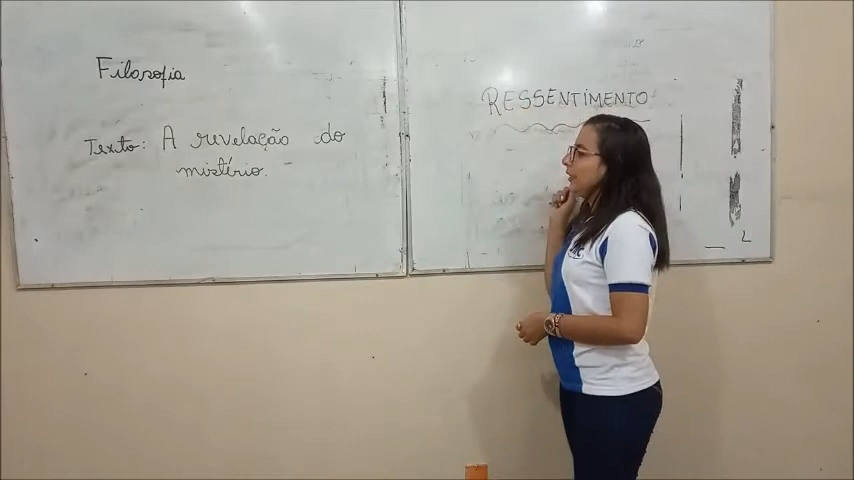 Filosofia
Texto: A revelação do
mistério.
RESSENTIMENTO